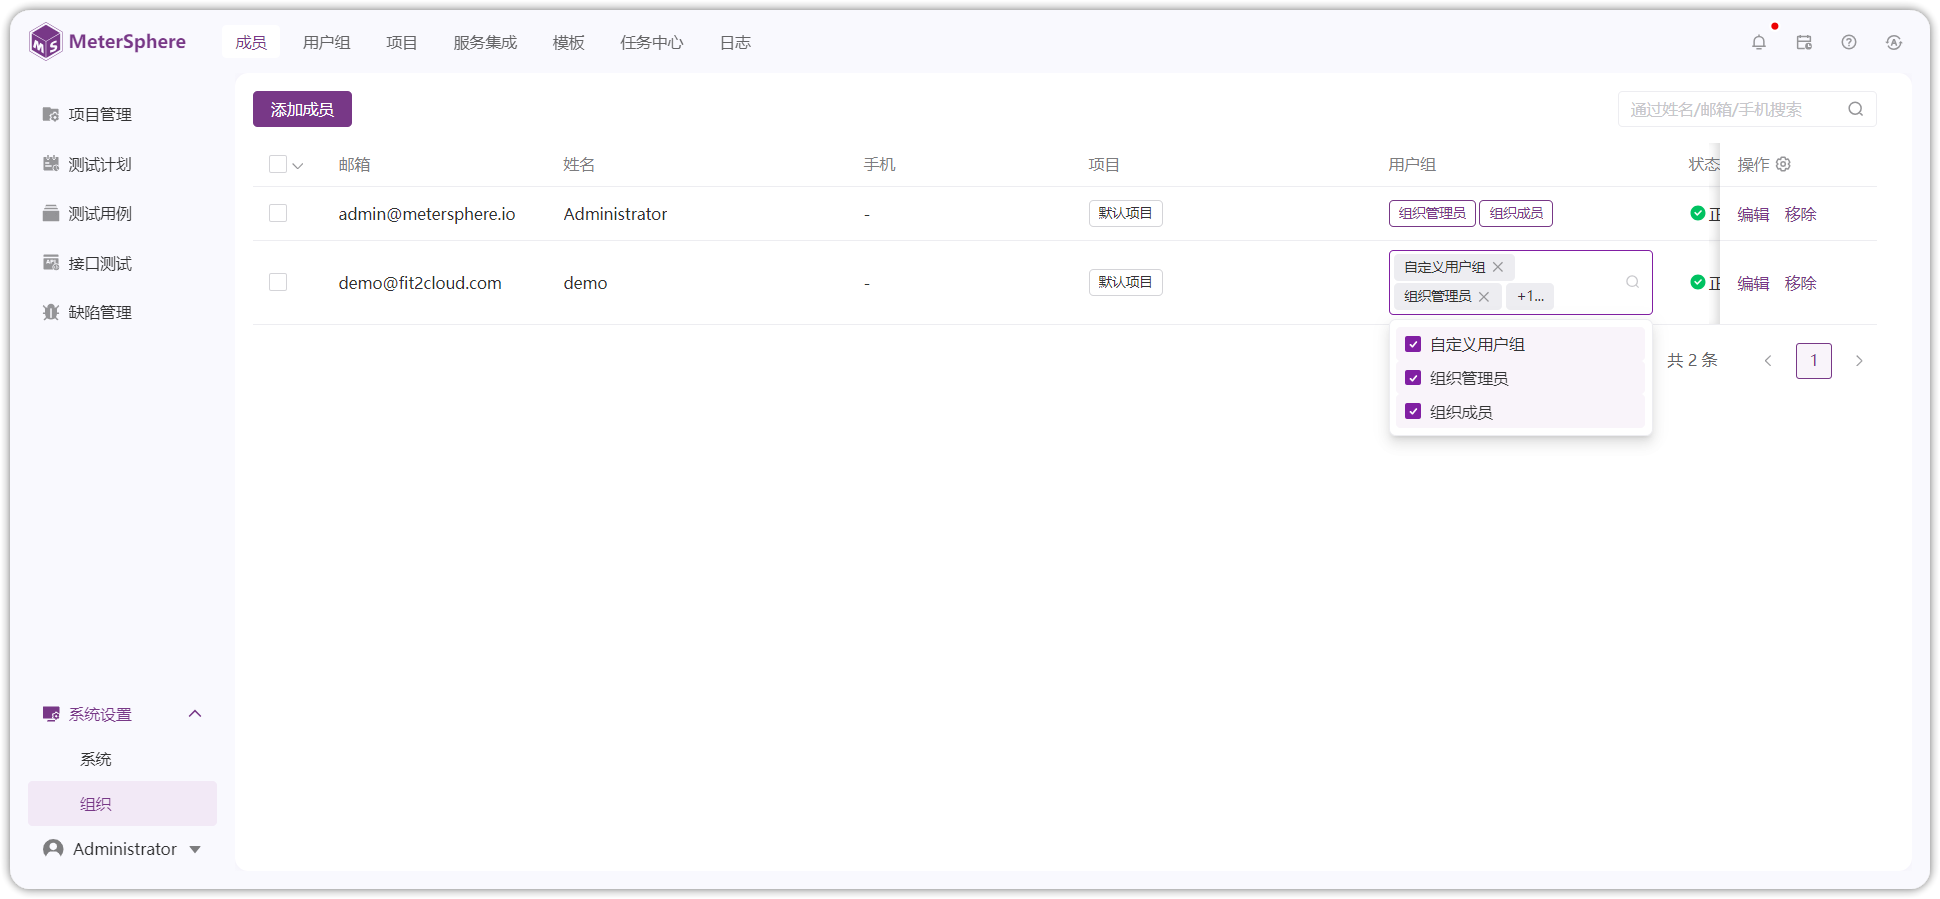 MeterSphere
成员 用户组 项目 服务集成 模板 任务中心 日志
项目管理
测试计划
测试用例
接口测试
缺陷管理
系统设置
系统
组织
Administrator
添加成员
通过姓名/邮箱/手机搜索
邮箱 姓名 手机 项目 用户组 状态 操作
admin@metersphere.io Administrator - 默认项目 组织管理员 组织成员 正 编辑 移除
demo@fit2cloud.com demo - 默认项目 自定义用户组 组织管理员 +1... 正 编辑 移除
自定义用户组
组织管理员
组织成员
共 2 条 1